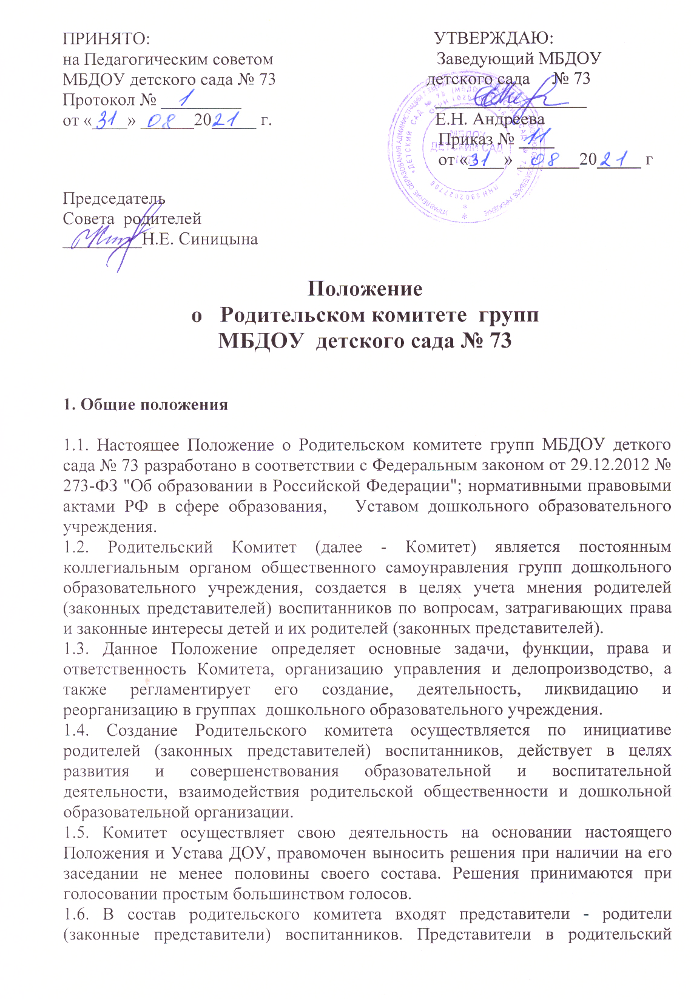 ПРИНЯТО:
на Педагогическим советом
МБДОУ детского сада № 73
Протокол № 1
от «31» 08 2021 г.
УТВЕРЖДАЮ:
Заведующий МБДОУ
детского сада № 73
Е.Н. Андреева
Приказ № 11
от «31» 08 2021 г
МБДОУ
ДЕТСКИЙ САД
ИНН 5902027700
Председатель
Совета родителей
Н.Е. Синицына
Положение
о Родительском комитете групп
МБДОУ детского сада № 73
1. Общие положения
1.1. Настоящее Положение о Родительском комитете групп МБДОУ деткого
сада № 73 разработано в соответствии с Федеральным законом от 29.12.2012 №
273-ФЗ "Об образовании в Российской Федерации"; нормативными правовыми
актами РФ в сфере образования, Уставом дошкольного образовательного
учреждения.
1.2. Родительский Комитет (далее - Комитет) является постоянным
коллегиальным органом общественного самоуправления групп дошкольного
образовательного учреждения, создается в целях учета мнения родителей
(законных представителей) воспитанников по вопросам, затрагивающих права
и законные интересы детей и их родителей (законных представителей).
1.3. Данное Положение определяет основные задачи, функции, права и
ответственность Комитета, организацию управления и делопроизводство, а
также регламентирует его создание, деятельность, ликвидацию и
реорганизацию в группах дошкольного образовательного учреждения.
1.4. Создание Родительского комитета осуществляется по инициативе
родителей (законных представителей) воспитанников, действует в целях
развития и совершенствования образовательной и воспитательной
деятельности, взаимодействия родительской общественности и дошкольной
образовательной организации.
1.5. Комитет осуществляет свою деятельность на основании настоящего
Положения и Устава ДОУ, правомочен выносить решения при наличии на его
заседании не менее половины своего состава. Решения принимаются при
голосовании простым большинством голосов.
1.6. В состав родительского комитета входят представители - родители
(законные представители) воспитанников. Представители в родительский